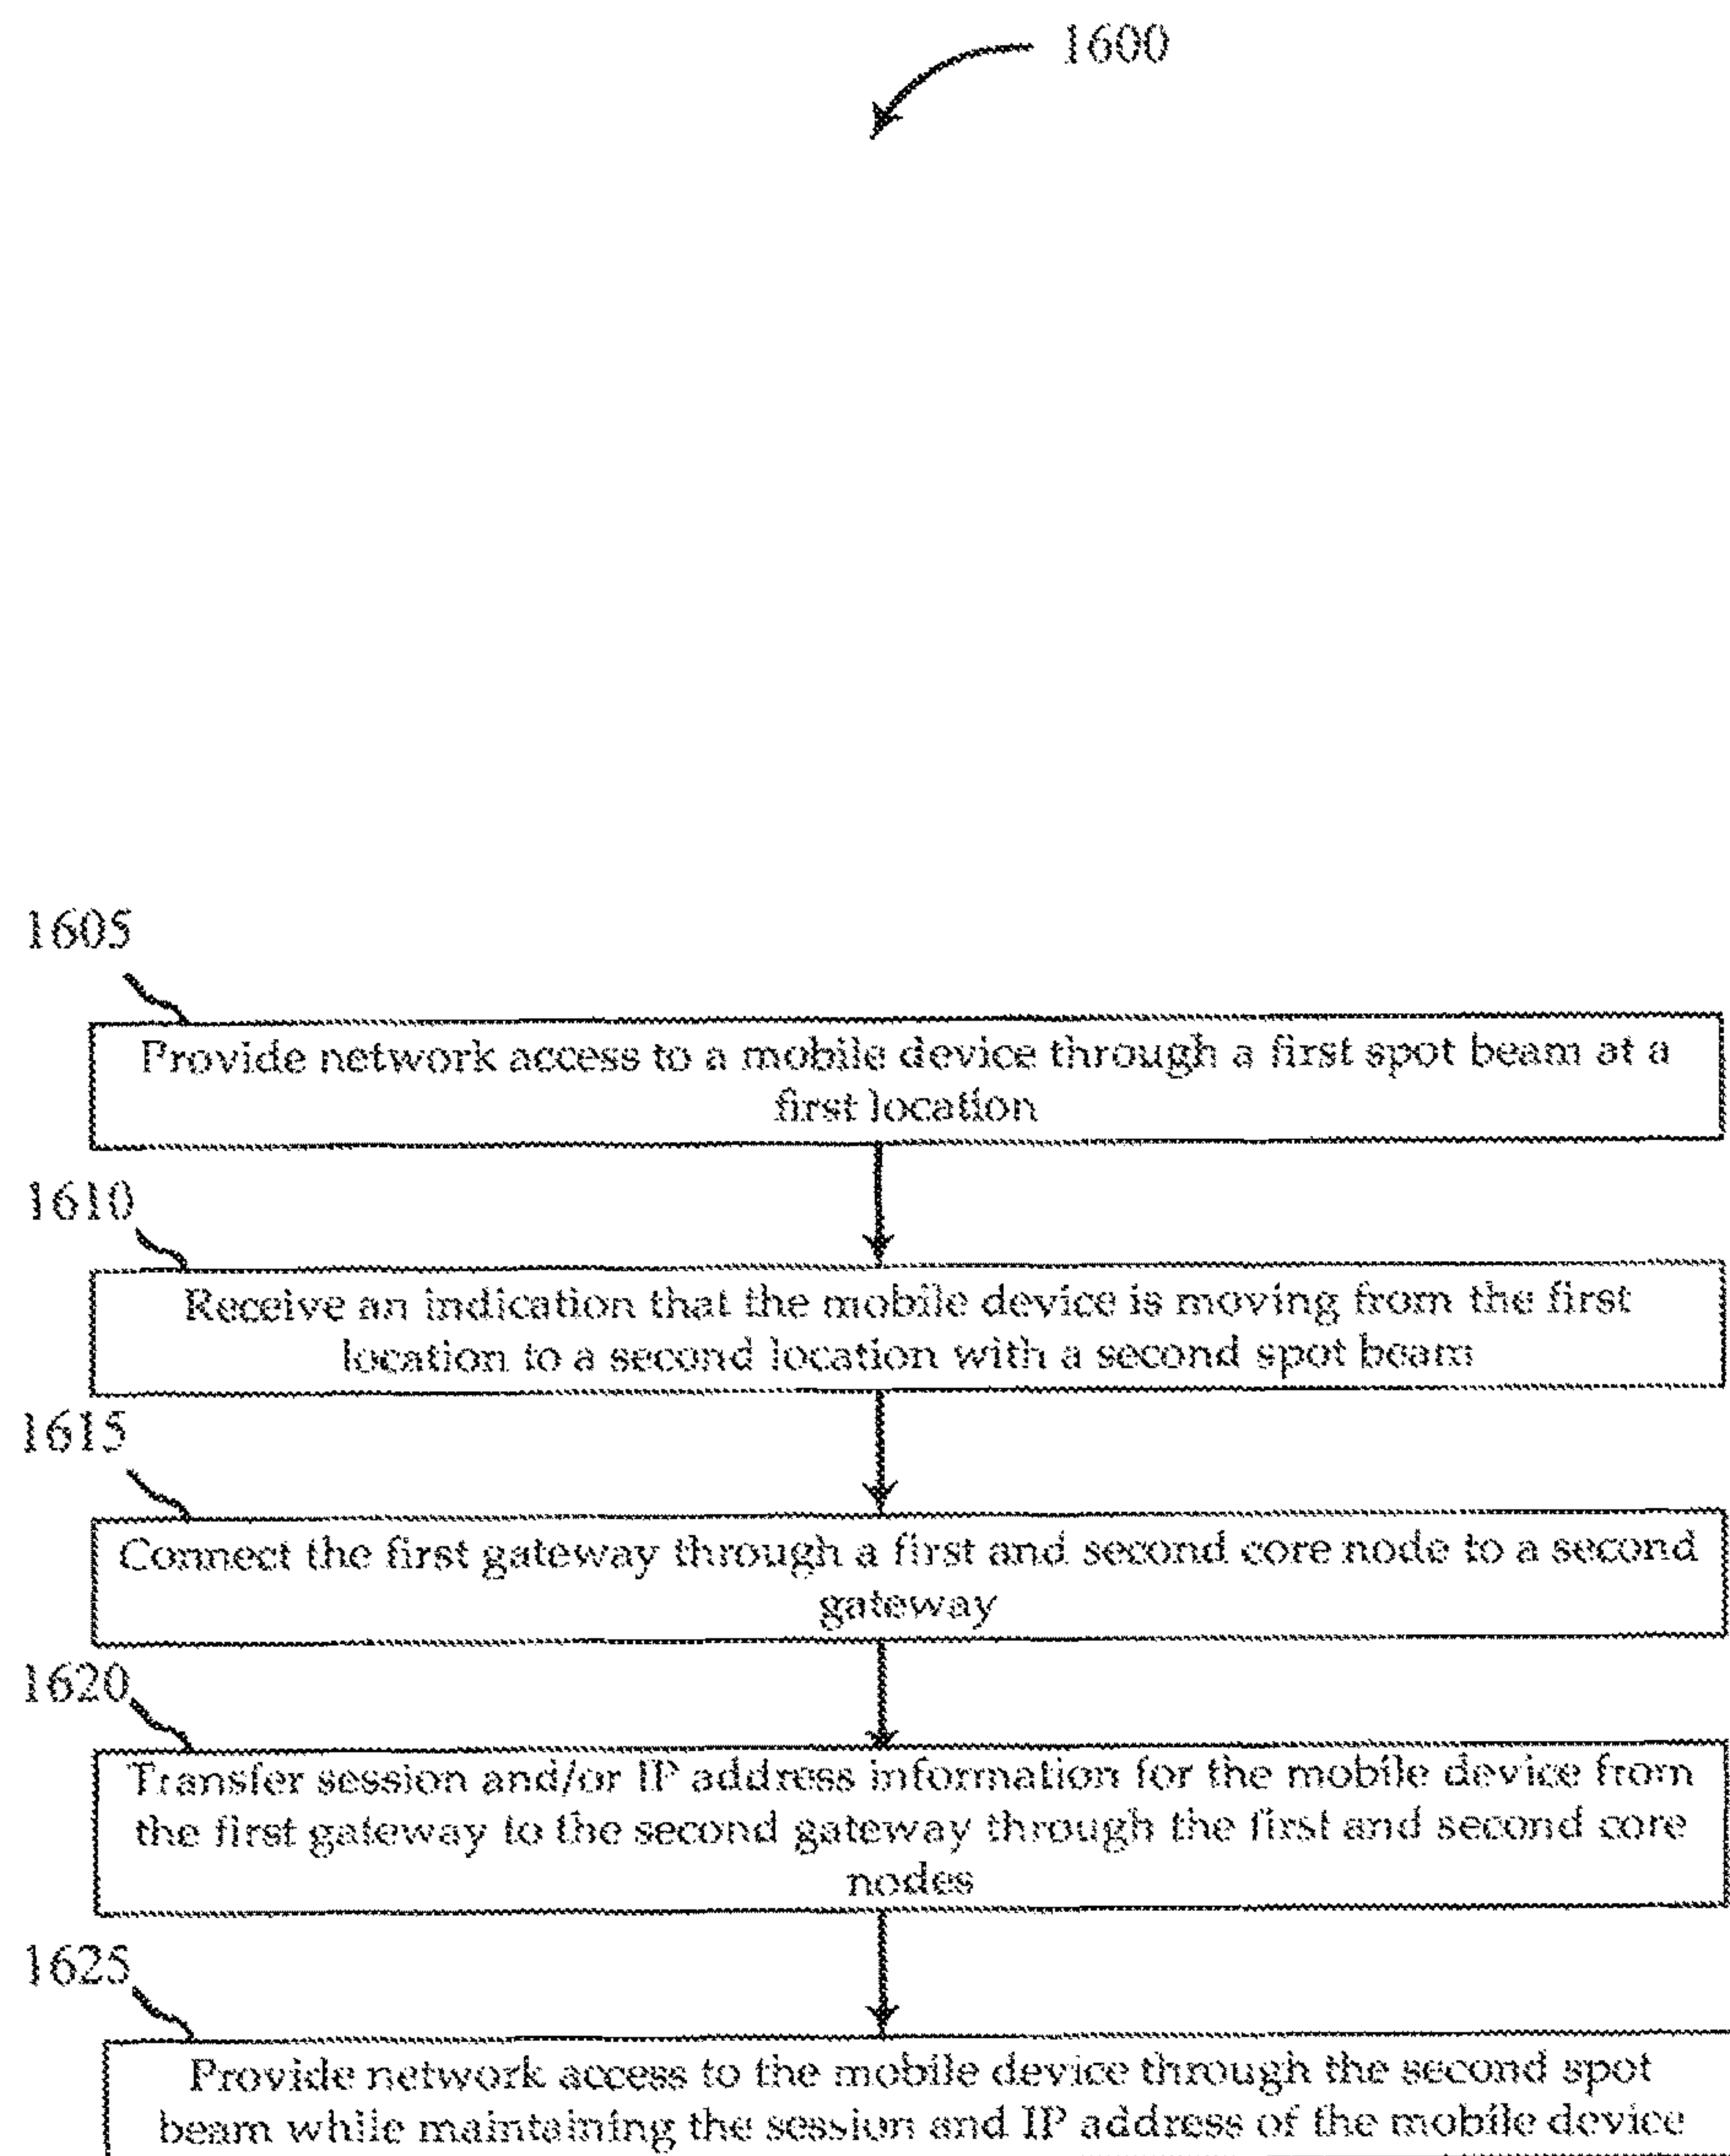 1600
1605
Provide network access to a mobile device through a first spot beam at a
first location
1610
Receive an indication that the mobile device is moving from the first
location to a second location with a second spot beam
1615
Connect the first gateway through a first and second core node to a second
gateway
1620
Transfer session and/or IP address information for the mobile device from
the first gateway to the second gateway through the first and second core
nodes
1625
Provide network access to the mobile device through the second spot
beam while maintaining the session and IP address of the mobile device